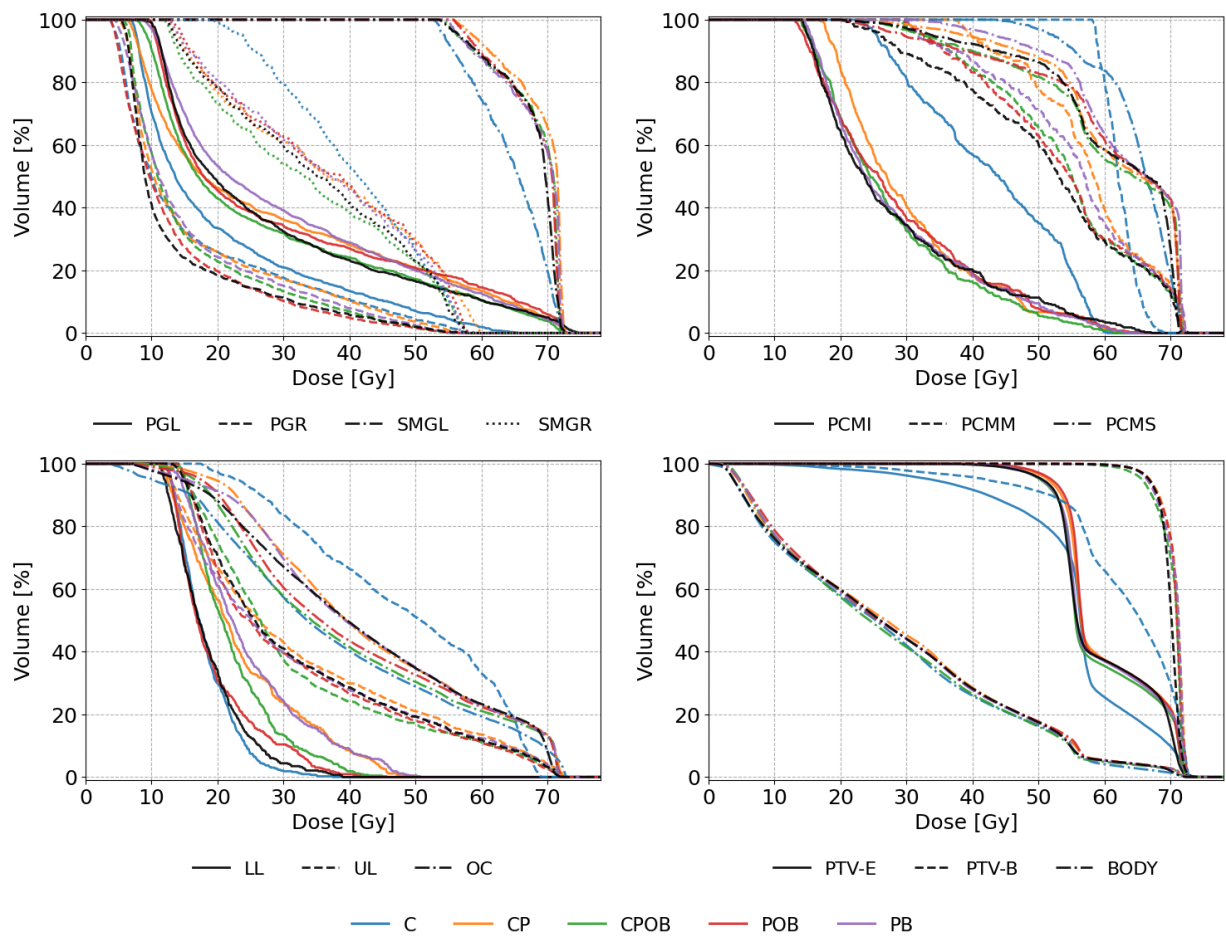 100
80
60
40
20
0
Volume [%]
0 10 20 30 40 50 60 70
Dose [Gy]
PGL PGR SMGL SMGR
100
80
60
40
20
0
Volume [%]
0 10 20 30 40 50 60 70
Dose [Gy]
PCMI PCMM PCMS
100
80
60
40
20
0
Volume [%]
0 10 20 30 40 50 60 70
Dose [Gy]
LL UL OC
100
80
60
40
20
0
Volume [%]
0 10 20 30 40 50 60 70
Dose [Gy]
PTV-E PTV-B BODY
C CP CPOB POB PB